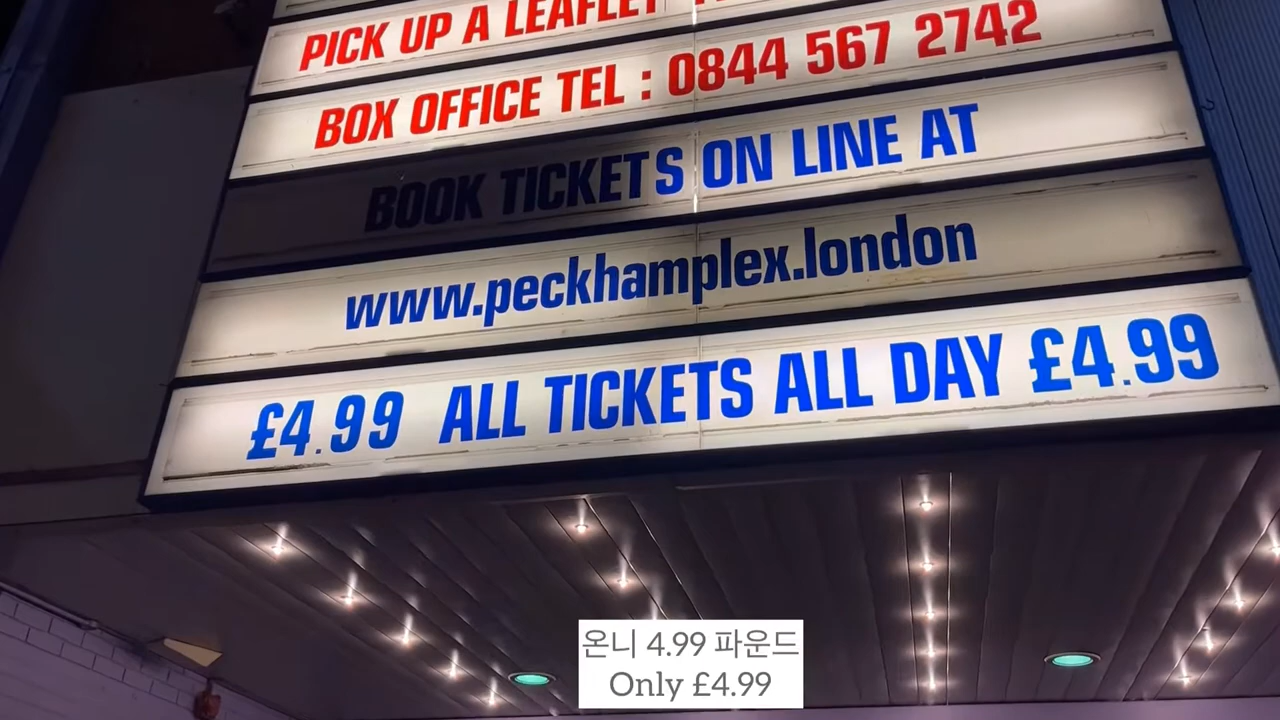 PICK UP A LEAFLET
BOX OFFICE TEL : 0844 567 2742
BOOK TICKETS ON LINE AT
www.peckhamplex.london
£4.99 ALL TICKETS ALL DAY £4.99
온니 4.99 파운드
Only £4.99